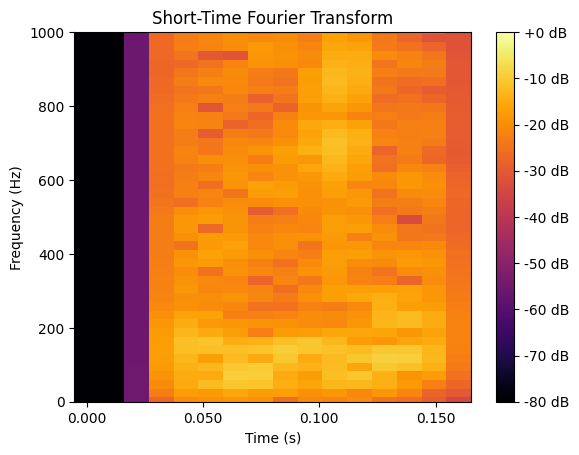 Short-Time Fourier Transform
1000
800
600
400
200
0
Frequency (Hz)
0.000
0.050
0.100
0.150
Time (s)
+0 dB
-10 dB
-20 dB
-30 dB
-40 dB
-50 dB
-60 dB
-70 dB
-80 dB